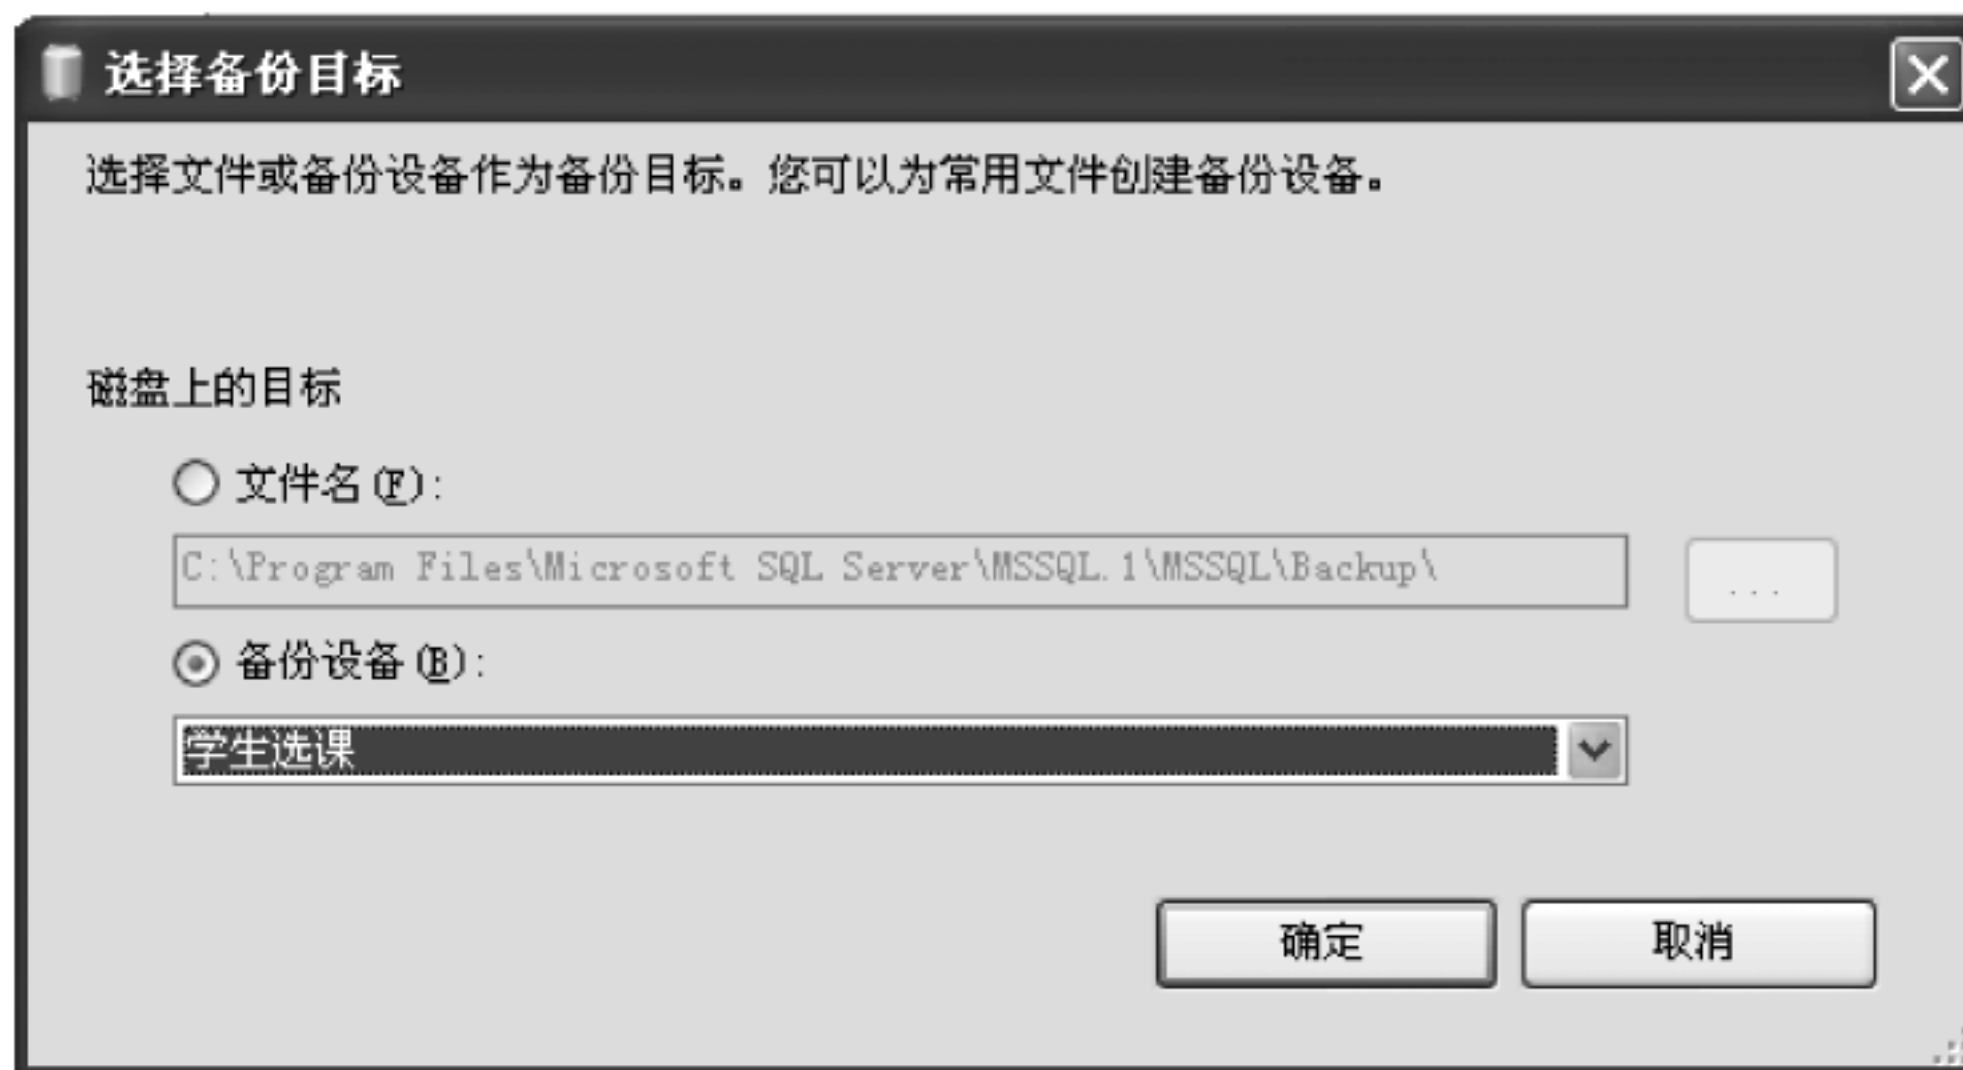 选择备份目标
选择文件或备份设备作为备份目标。您可以为常用文件创建备份设备。
磁盘上的目标
文件名(F):
C:\Program Files\Microsoft SQL Server\MSSQL.1\MSSQL\Backup\
...
备份设备(B):
学生选课
确定 取消